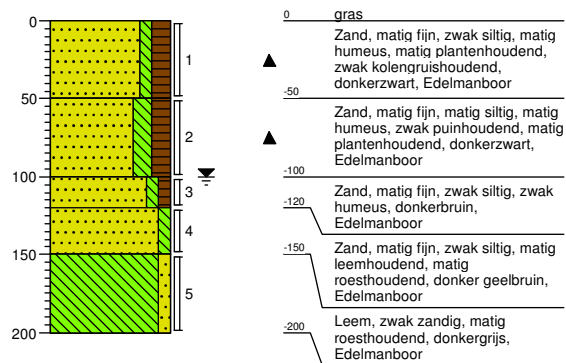 0
50
100
150
200
1
2
3
4
5
0 gras
Zand, matig fijn, zwak siltig, matig
humeus, matig plantenhoudend,
zwak kolengruishoudend,
donkerzwart, Edelmanboor
-50
Zand, matig fijn, matig siltig, matig
humeus, zwak puinhoudend, matig
plantenhoudend, donkerzwart,
Edelmanboor
-100
Zand, matig fijn, zwak siltig, zwak
humeus, donkerbruin,
Edelmanboor
-120
Zand, matig fijn, zwak siltig, matig
leemhoudend, matig
roesthoudend, donker geelbruin,
Edelmanboor
-150
Leem, zwak zandig, matig
roesthoudend, donkergrijs,
Edelmanboor
-200